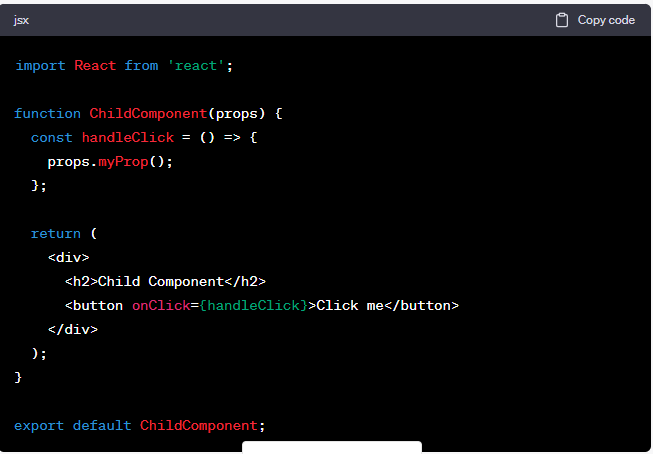 jsx
Copy code
import React from 'react';
function ChildComponent(props) {
  const handleClick = () => {
    props.myProp();
  };
  return (
    <div>
      <h2>Child Component</h2>
      <button onClick={handleClick}>Click me</button>
    </div>
  );
}
export default ChildComponent;